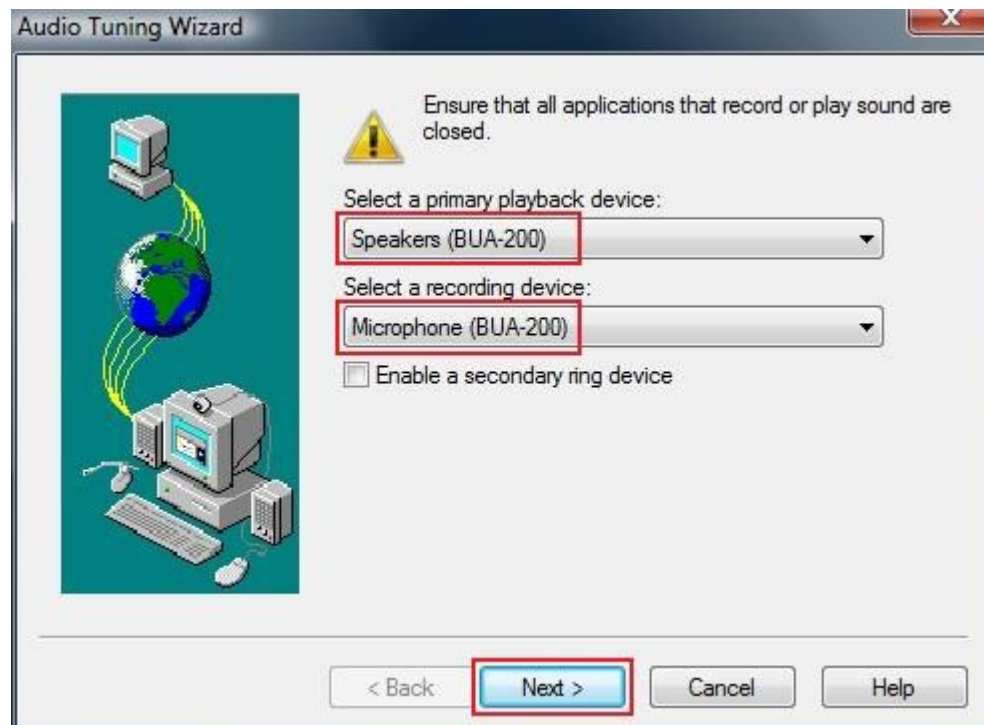 Audio Tuning Wizard
Ensure that all applications that record or play sound are
closed.
Select a primary playback device:
Speakers (BUA-200)
Select a recording device:
Microphone (BUA-200)
Enable a secondary ring device
< Back
Next >
Cancel
Help